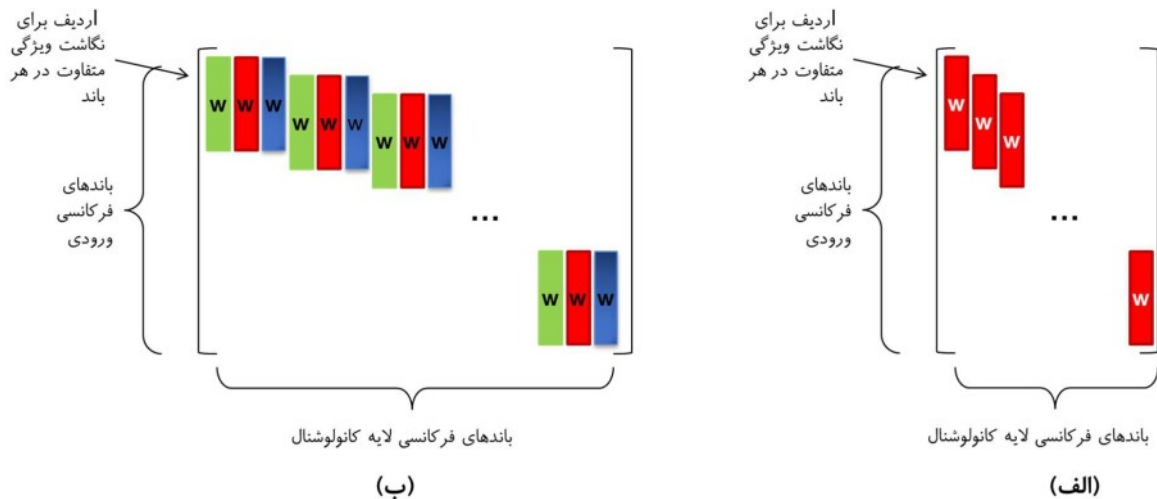 اردیف برای
نگاشت ویژگی
متفاوت در هر
باند
W
W
W
...
W
باندهای
فرکانسی
ورودی
باندهای فرکانسی لایه کانولوشنال
(الف)
اردیف برای
نگاشت ویژگی
متفاوت در هر
باند
W W W W W W W W W
...
W W W
باندهای
فرکانسی
ورودی
باندهای فرکانسی لایه کانولوشنال
(ب)